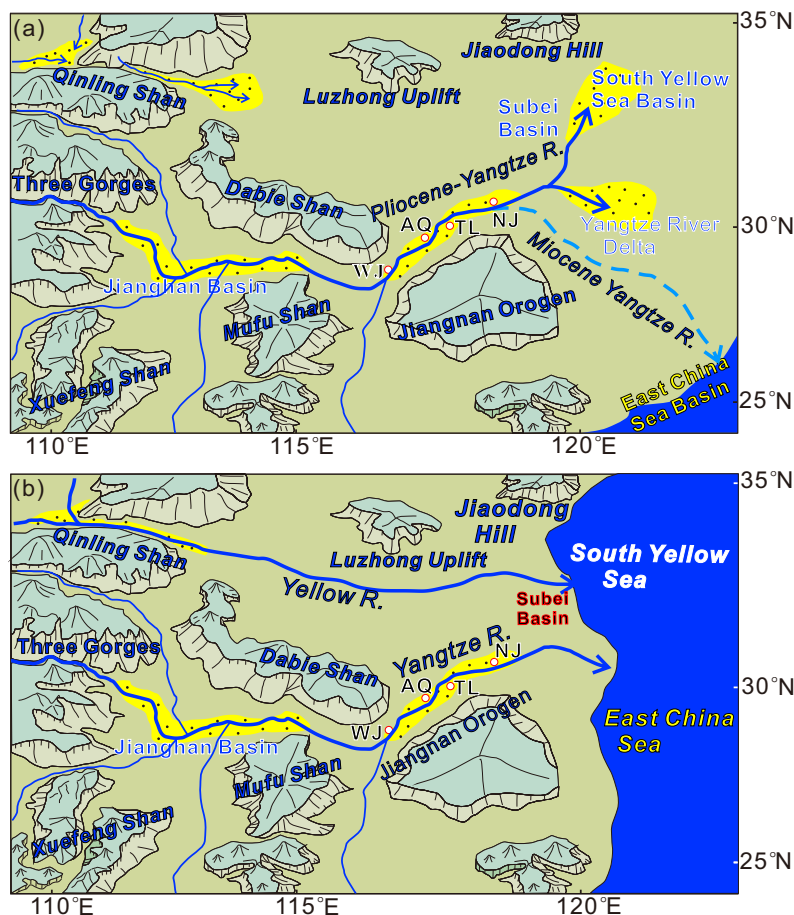 (a)
35°N
Jiaodong Hill
Qinling Shan
Luzhong Uplift
South Yellow
Sea Basin
Subei
Basin
Three Gorges
Dabie Shan
Pliocene-Yangtze R.
AQ
TL
NJ
30°N
Yangtze River
Delta
WJ
Jianghan Basin
Mufu Shan
Jiangnan Orogen
Miocene Yangtze R.
Xuefeng Shan
East China
Sea Basin
25°N
110°E
115°E
120°E
(b)
35°N
Jiaodong
Hill
Qinling Shan
Luzhong Uplift
South Yellow
Sea
Yellow R.
Subei
Basin
Three Gorges
Dabie Shan
Yangtze R.
NJ
AQ
TL
30°N
WJ
Jianghan Basin
Jiangnan Orogen
East China
Sea
Mufu Shan
Xuefeng Shan
25°N
110°E
115°E
120°E